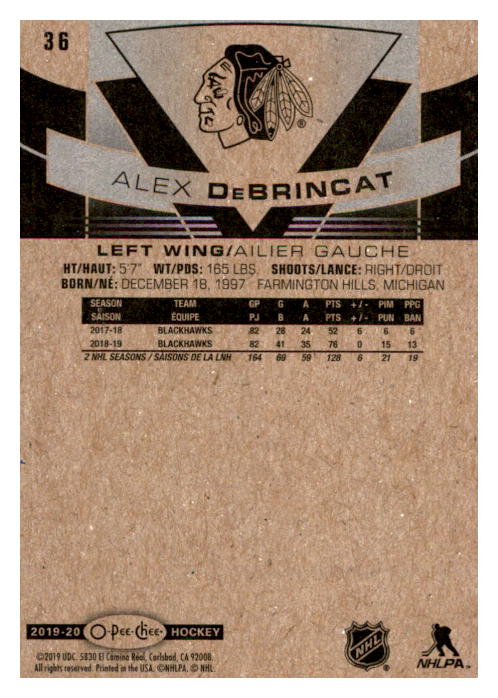 36
®
ALEX DEBRINCAT
LEFT WING/AILIER GAUCHE
HT/HAUT: 5'7" WT/PDS: 165 LBS. SHOOTS/LANCE: RIGHT/DROIT
BORN/NÉ: DECEMBER 18, 1997 FARMINGTON HILLS, MICHIGAN
SEASON TEAM GP G A PTS +/- PIM PPG
SAISON ÉQUIPE PJ B A PTS +/- PUN BAN
2017-18 BLACKHAWKS 82 28 24 52 6 6 6
2018-19 BLACKHAWKS 82 41 35 76 0 15 13
2 NHL SEASONS / SAISONS DE LA LNH 164 69 59 128 6 21 19
2019-20 O-Pee-Chee HOCKEY
©2019 UDC. 5830 El Camino Real, Carlsbad, CA 92008.
All rights reserved. Printed in the USA. ©NHLPA. © NHL.
NHL
NHLPA